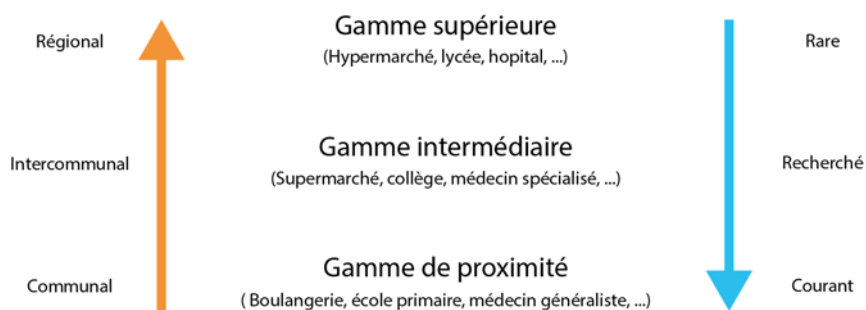 Gamme supérieure
Régional
Rare
(Hypermarché, lycée, hopital, ...)
Gamme intermédiaire
Intercommunal
Recherché
(Supermarché, collège, médecin spécialisé, ...)
Gamme de proximité
Communal
Courant
( Boulangerie, école primaire, médecin généraliste, ...)